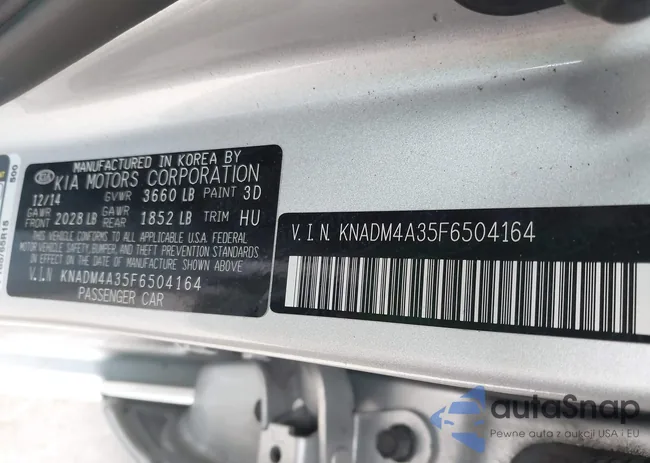 MANUFACTURED IN KOREA BY
KIA KIA MOTORS CORPORATION
12/14 GVWR 3660 LB PAINT 3D
GAWR FRONT 2028 LB GAWR REAR 1852 LB TRIM HU
THIS VEHICLE CONFORMS TO ALL APPLICABLE U.S.A. FEDERAL
MOTOR VEHICLE SAFETY, BUMPER AND THEFT PREVENTION STANDARDS
IN EFFECT ON THE DATE OF MANUFACTURE SHOWN ABOVE
V.I.N KNADM4A35F6504164
PASSENGER CAR
V.I.N. KNADM4A35F6504164
500
autaSnap
Pewne auta z aukcji USA i EU